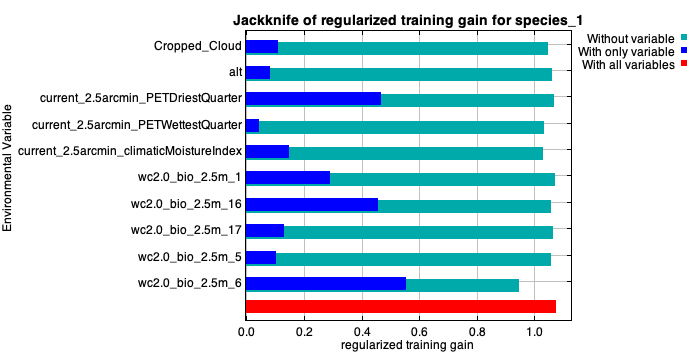 Jackknife of regularized training gain for species_1
Without variable
With only variable
With all variables
Environmental Variable
Cropped_Cloud
alt
current_2.5arcmin_PETDriestQuarter
current_2.5arcmin_PETWettestQuarter
current_2.5arcmin_climaticMoistureIndex
wc2.0_bio_2.5m_1
wc2.0_bio_2.5m_16
wc2.0_bio_2.5m_17
wc2.0_bio_2.5m_5
wc2.0_bio_2.5m_6
0.0 0.2 0.4 0.6 0.8 1.0
regularized training gain